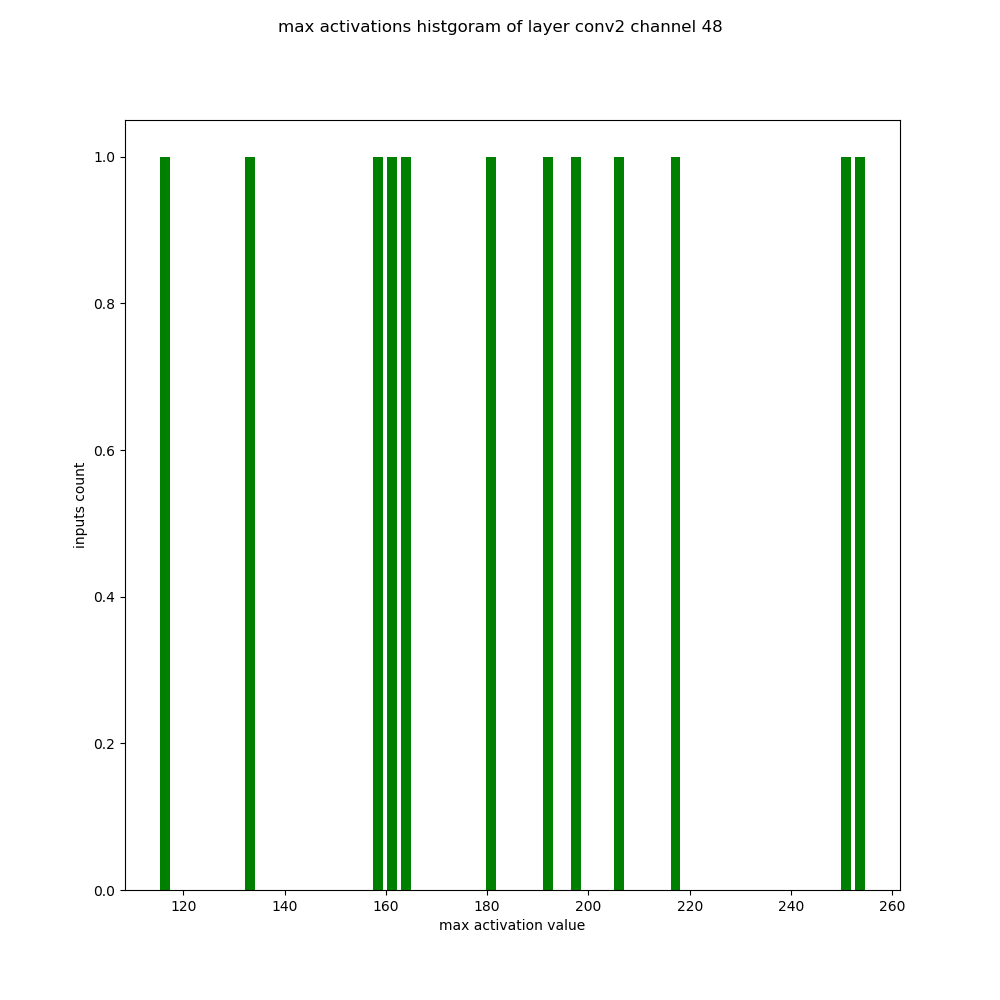 max activations histgoram of layer conv2 channel 48
1.0
0.8
0.6
0.4
0.2
0.0
inputs count
120 140 160 180 200 220 240 260
max activation value